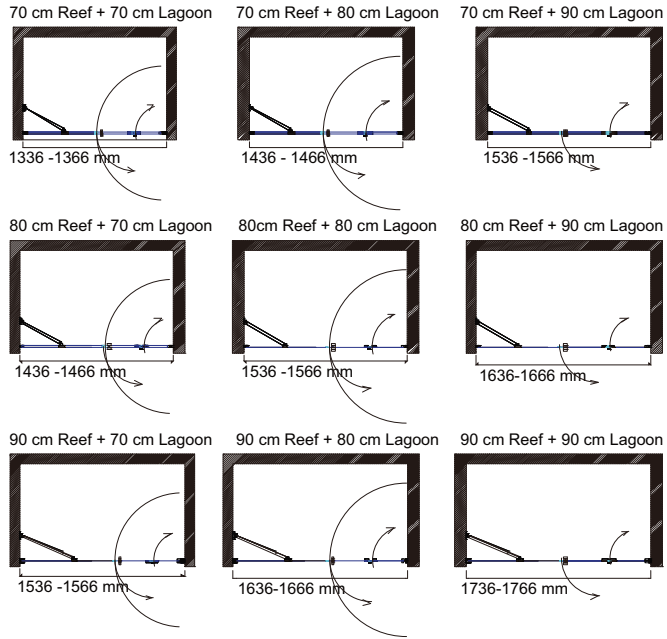 70 cm Reef + 70 cm Lagoon
70 cm Reef + 80 cm Lagoon
70 cm Reef + 90 cm Lagoon
1336 -1366 mm
1436 - 1466 mm
1536 -1566 mm
80 cm Reef + 70 cm Lagoon
80cm Reef + 80 cm Lagoon
80 cm Reef + 90 cm Lagoon
1436 -1466 mm
1536 -1566 mm
1636-1666 mm
90 cm Reef + 70 cm Lagoon
90 cm Reef + 80 cm Lagoon
90 cm Reef + 90 cm Lagoon
1536 -1566 mm
1636-1666 mm
1736-1766 mm